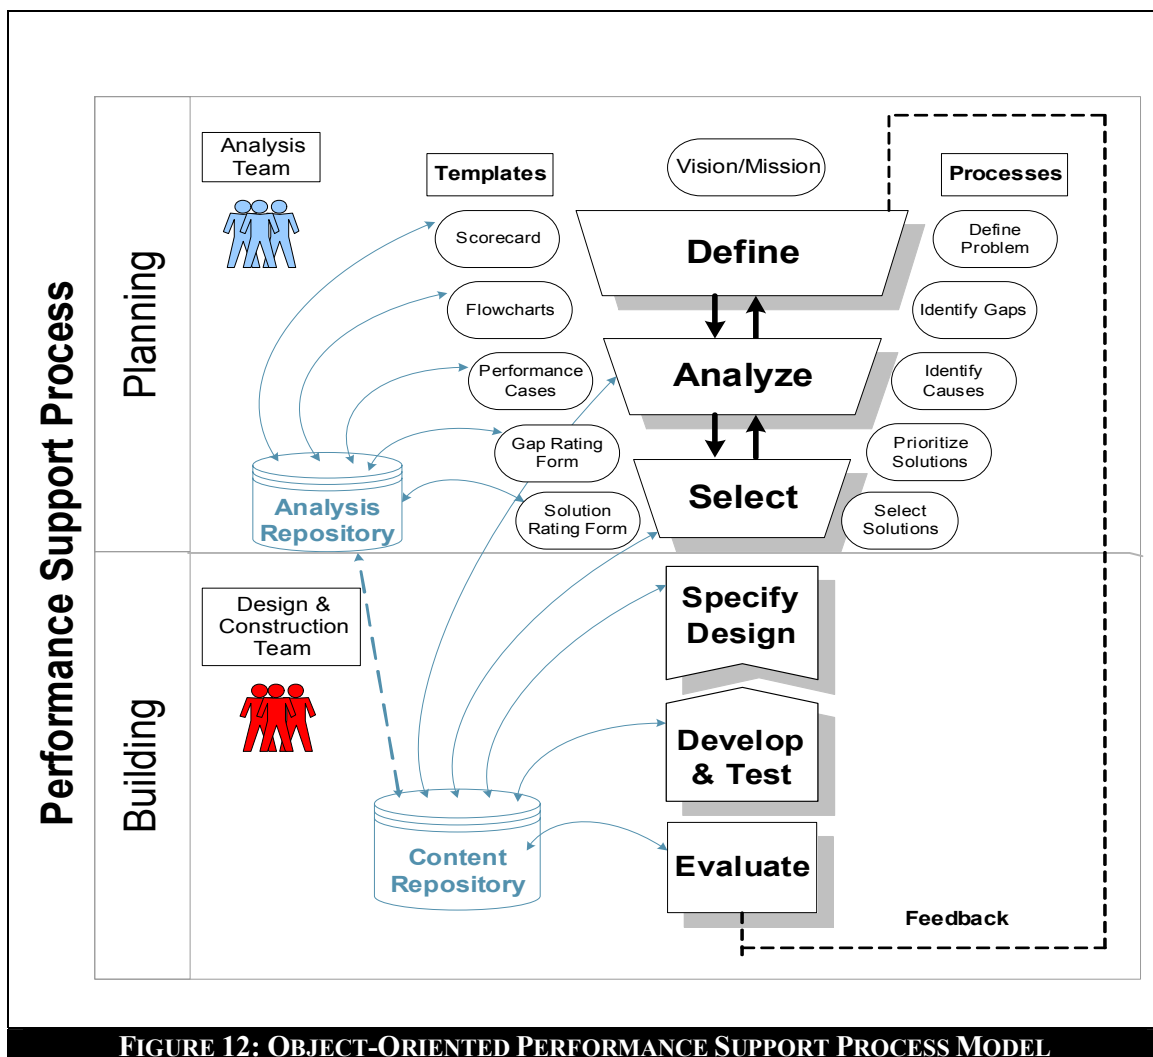 Performance Support Process
Planning
Analysis
Team
Templates
Vision/Mission
Processes
Scorecard
Define
Define
Problem
Flowcharts
Identify Gaps
Performance
Cases
Analyze
Identify
Causes
Gap Rating
Form
Prioritize
Solutions
Analysis
Repository
Solution
Rating Form
Select
Select
Solutions
Building
Design &
Construction
Team
Specify
Design
Develop
& Test
Content
Repository
Evaluate
Feedback
FIGURE 12: OBJECT-ORIENTED PERFORMANCE SUPPORT PROCESS MODEL